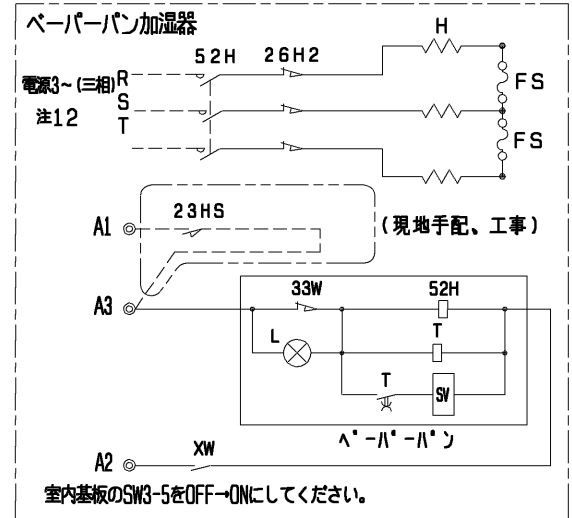 ペーパーパン加湿器
H
52H 26H2
電源3~(三相) R
S
注12
T
FS
FS
23HS
A1
(現地手配、工事)
A3
33W 52H
L T
T SV
ペーパーパン
XW
A2
室内基板のSW3-5をOFF→ONにしてください。